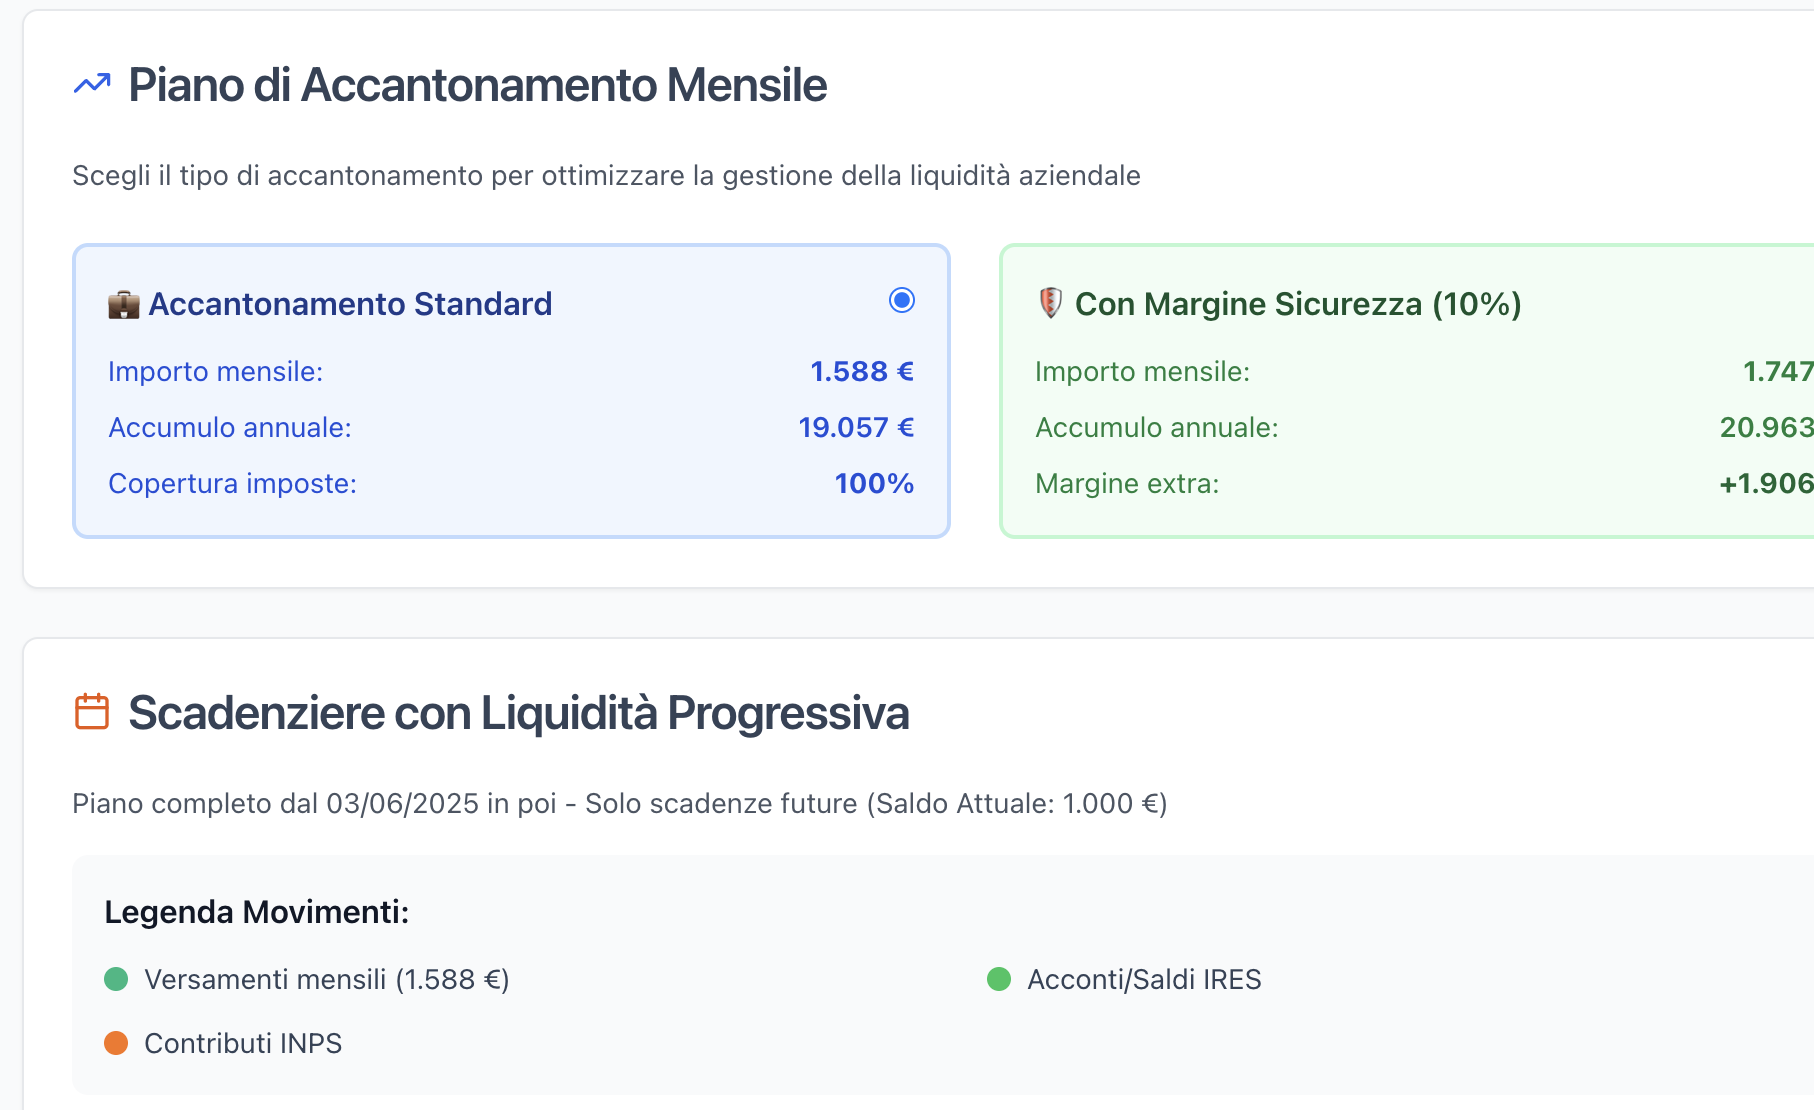 Piano di Accantonamento Mensile
Scegli il tipo di accantonamento per ottimizzare la gestione della liquidità aziendale
Accantonamento Standard
Importo mensile: 1.588 €
Accumulo annuale: 19.057 €
Copertura imposte: 100%
Con Margine Sicurezza (10%)
Importo mensile: 1.747
Accumulo annuale: 20.963
Margine extra: +1.906
Scadenziere con Liquidità Progressiva
Piano completo dal 03/06/2025 in poi - Solo scadenze future (Saldo Attuale: 1.000 €)
Legenda Movimenti:
Versamenti mensili (1.588 €)
Acconti/Saldi IRES
Contributi INPS